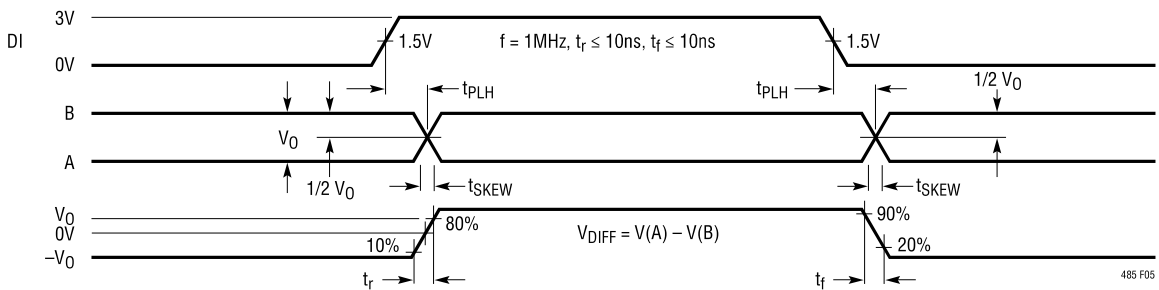 3V
DI
1.5V
f = 1MHz, tr ≤ 10ns, tf ≤ 10ns
1.5V
0V
tPLH
tPLH
1/2 VO
B
VO
A
1/2 VO
tSKEW
tSKEW
VO
80%
90%
0V
VDIFF = V(A) – V(B)
10%
20%
–VO
tr
tf
485 F05